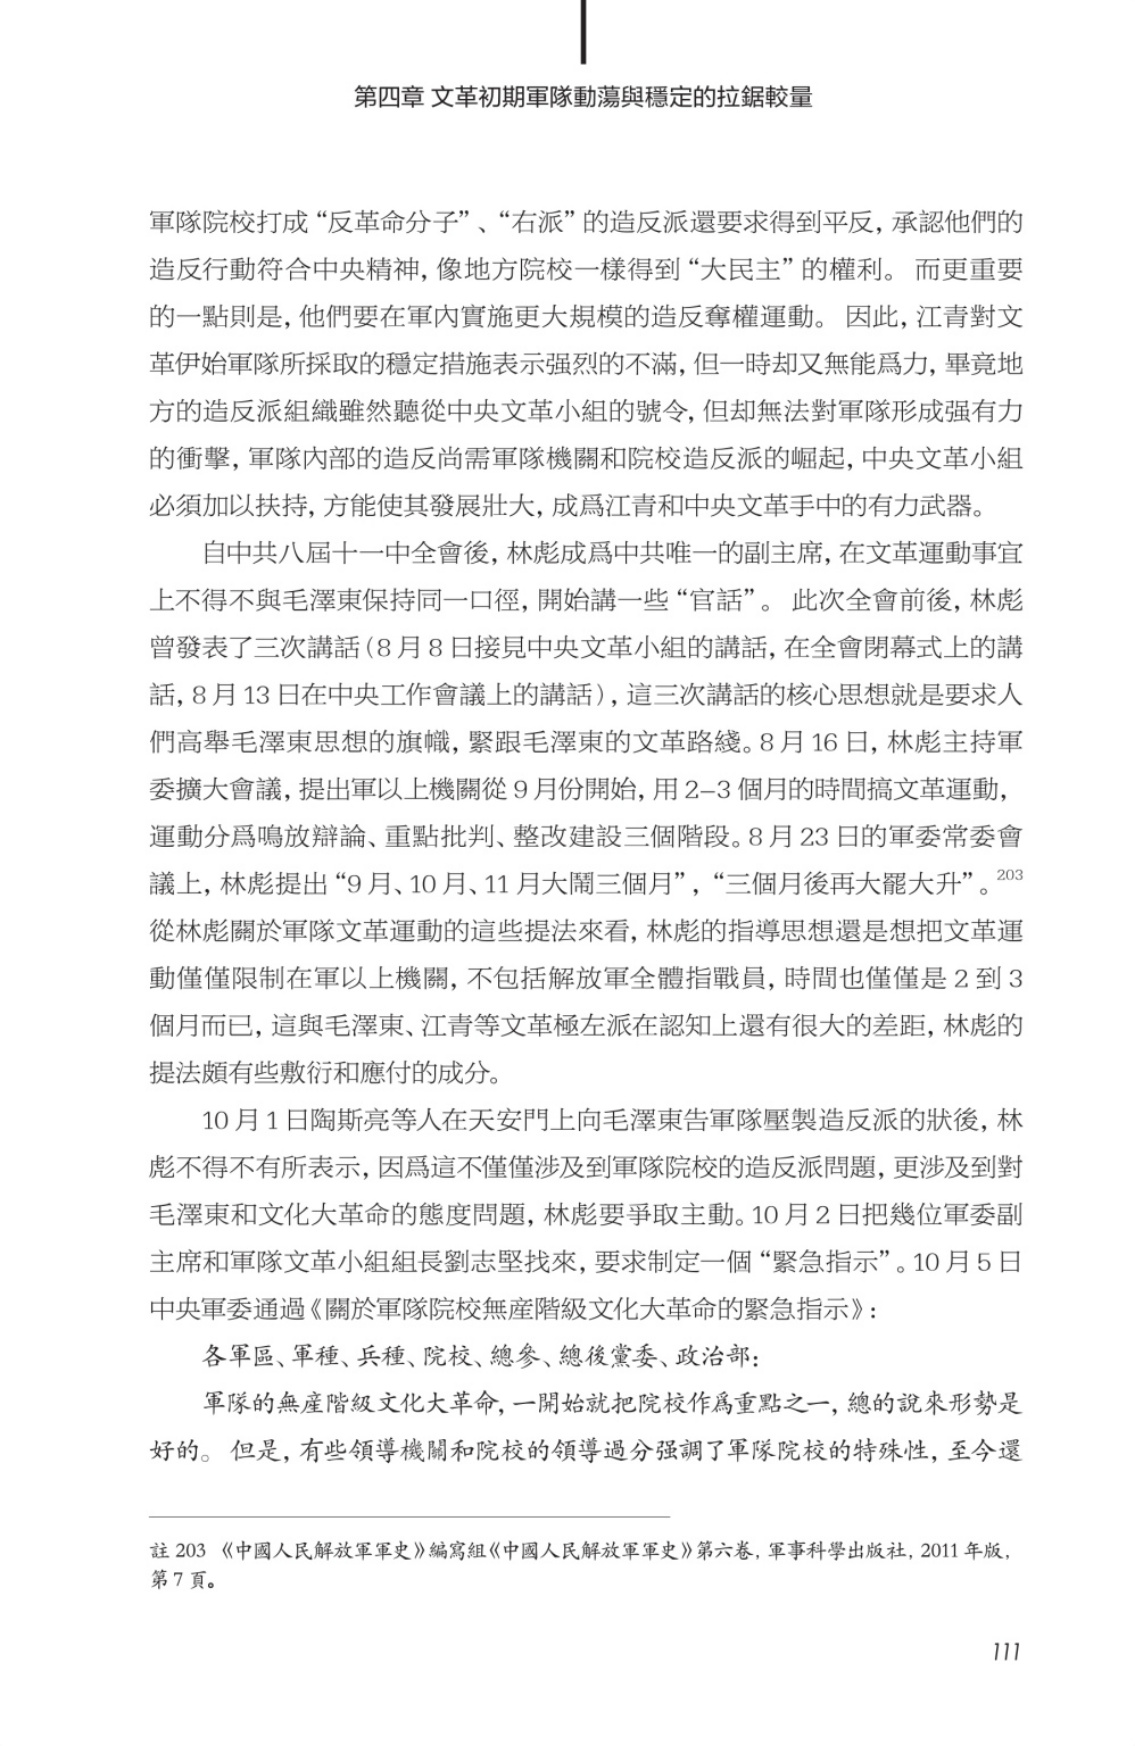 第四章 文革初期軍隊動蕩與穩定的拉鋸較量
軍隊院校打成“反革命分子”、“右派”的造反派還要求得到平反，承認他們的
造反行動符合中央精神，像地方院校一樣得到“大民主”的權利。 而更重要
的一點則是，他們要在軍內實施更大規模的造反奪權運動。 因此，江青對文
革伊始軍隊所採取的穩定措施表示强烈的不滿，但一時却又無能爲力，畢竟地
方的造反派組織雖然聽從中央文革小組的號令，但却無法對軍隊形成强有力
的衝擊，軍隊內部的造反尚需軍隊機關和院校造反派的崛起，中央文革小組
必須加以扶持，方能使其發展壯大，成爲江青和中央文革手中的有力武器。
自中共八屆十一中全會後，林彪成爲中共唯一的副主席，在文革運動事宜
上不得不與毛澤東保持同一口徑，開始講一些“官話”。 此次全會前後，林彪
曾發表了三次講話（8 月 8 日接見中央文革小組的講話，在全會閉幕式上的講
話，8 月 13 日在中央工作會議上的講話），這三次講話的核心思想就是要求人
們高舉毛澤東思想的旗幟，緊跟毛澤東的文革路綫。8 月 16 日，林彪主持軍
委擴大會議，提出軍以上機關從 9 月份開始，用 2–3 個月的時間搞文革運動，
運動分爲鳴放辯論、重點批判、整改建設三個階段。8 月 23 日的軍委常委會
議上，林彪提出“9 月、10 月、11 月大鬧三個月”，“三個月後再大罷大升”。203
從林彪關於軍隊文革運動的這些提法來看，林彪的指導思想還是想把文革運
動僅僅限制在軍以上機關，不包括解放軍全體指戰員，時間也僅僅是 2 到 3
個月而已，這與毛澤東、江青等文革極左派在認知上還有很大的差距，林彪的
提法頗有些敷衍和應付的成分。
10 月 1 日陶斯亮等人在天安門上向毛澤東告軍隊壓製造反派的狀後，林
彪不得不有所表示，因爲這不僅僅涉及到軍隊院校的造反派問題，更涉及到對
毛澤東和文化大革命的態度問題，林彪要爭取主動。10 月 2 日把幾位軍委副
主席和軍隊文革小組組長劉志堅找來，要求制定一個“緊急指示”。10 月 5 日
中央軍委通過《關於軍隊院校無産階級文化大革命的緊急指示》：
各軍區、軍種、兵種、院校、總參、總後黨委、政治部：
軍隊的無産階級文化大革命，一開始就把院校作爲重點之一，總的說來形勢是
好的。 但是，有些領導機關和院校的領導過分强調了軍隊院校的特殊性，至今還
註 203 《中國人民解放軍軍史》編寫組《中國人民解放軍軍史》第六卷，軍事科學出版社，2011 年版，
第 7 頁。
111